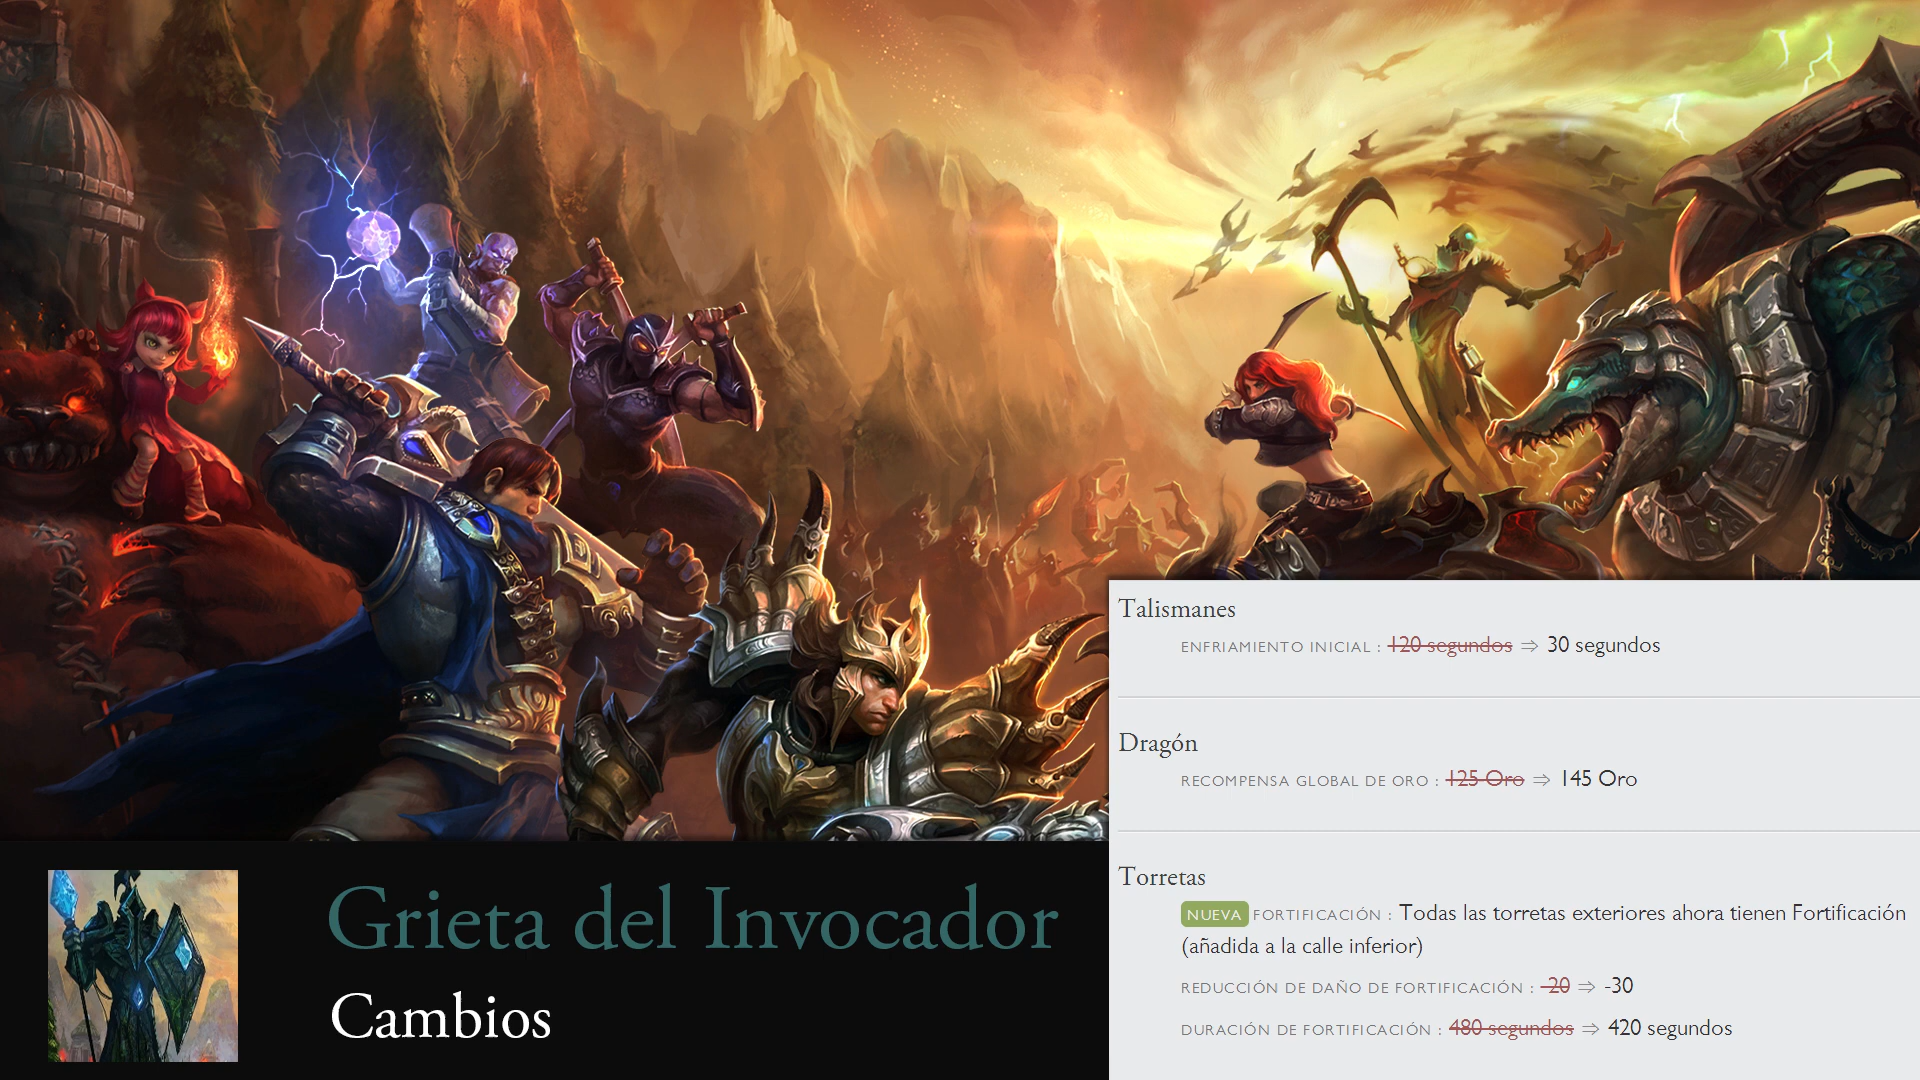 Grieta del Invocador
Cambios
Talismanes
ENFRIAMIENTO INICIAL : 120 segundos ⇒ 30 segundos
Dragón
RECOMPENSA GLOBAL DE ORO : 125 Oro ⇒ 145 Oro
Torretas
NUEVA FORTIFICACIÓN : Todas las torretas exteriores ahora tienen Fortificación
(añadida a la calle inferior)
REDUCCIÓN DE DAÑO DE FORTIFICACIÓN : -20 ⇒ -30
DURACIÓN DE FORTIFICACIÓN : 480 segundos ⇒ 420 segundos